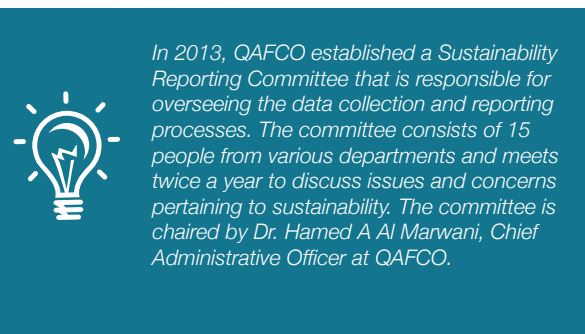 In 2013, QAFCO established a Sustainability
Reporting Committee that is responsible for
overseeing the data collection and reporting
processes. The committee consists of 15
people from various departments and meets
twice a year to discuss issues and concerns
pertaining to sustainability. The committee is
chaired by Dr. Hamed A Al Marwani, Chief
Administrative Officer at QAFCO.